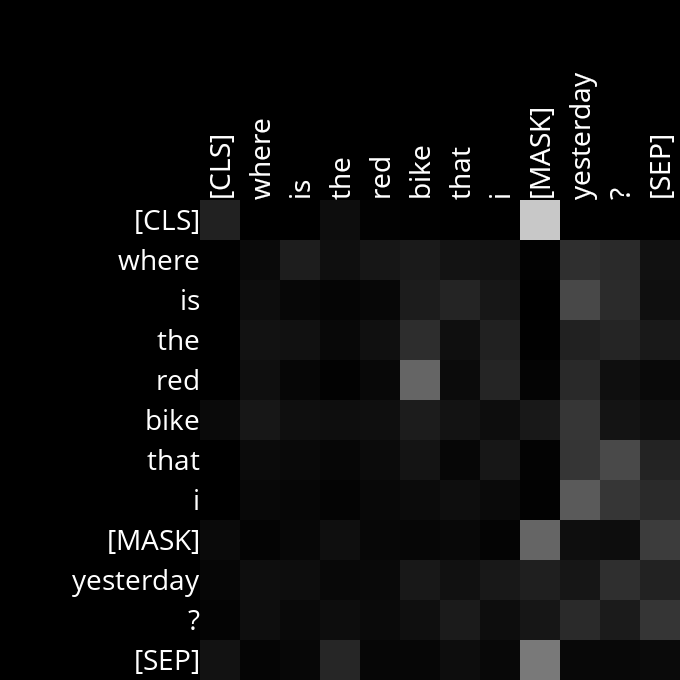 [CLS] where is the red bike that i [MASK] yesterday ? [SEP]
[CLS]
where
is
the
red
bike
that
i
[MASK]
yesterday
?
[SEP]